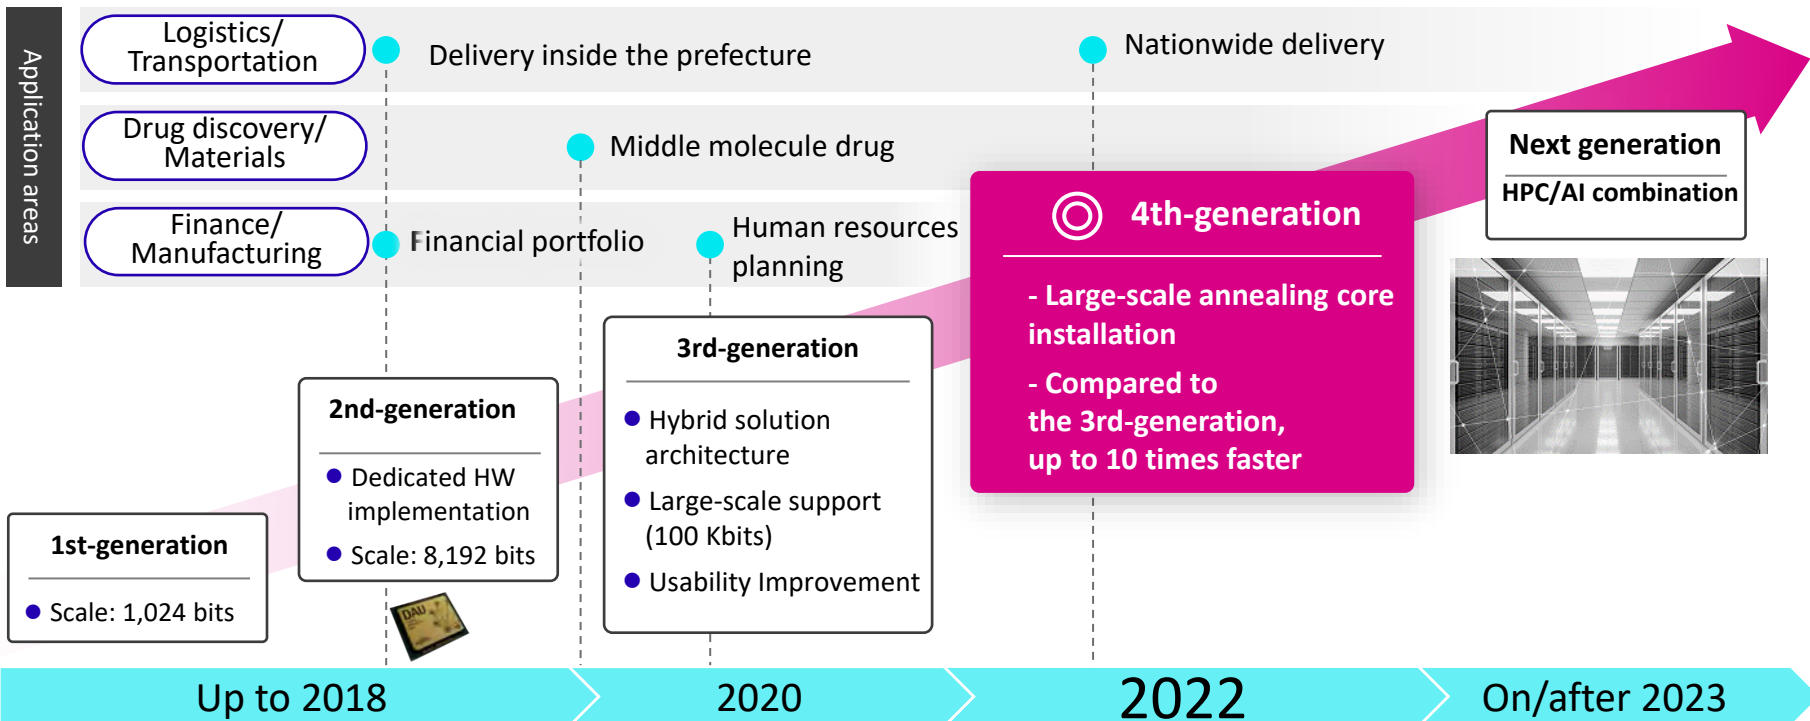 Application areas
Logistics/
Transportation
Delivery inside the prefecture
Nationwide delivery
Drug discovery/
Materials
Middle molecule drug
Finance/
Manufacturing
Financial portfolio
Human resources
planning
1st-generation
Scale: 1,024 bits
2nd-generation
Dedicated HW
implementation
Scale: 8,192 bits
DAU
3rd-generation
Hybrid solution
architecture
Large-scale support
(100 Kbits)
Usability Improvement
4th-generation
- Large-scale annealing core
installation
- Compared to
the 3rd-generation,
up to 10 times faster
Next generation
HPC/AI combination
Up to 2018
2020
2022
On/after 2023